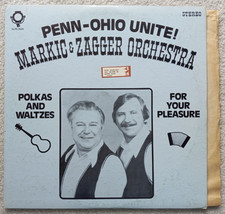 STEREO
PENN-OHIO UNITE!
MARKIC & ZAGGER ORCHESTRA
POLKAS AND
WALTZES
FOR
YOUR
PLEASURE